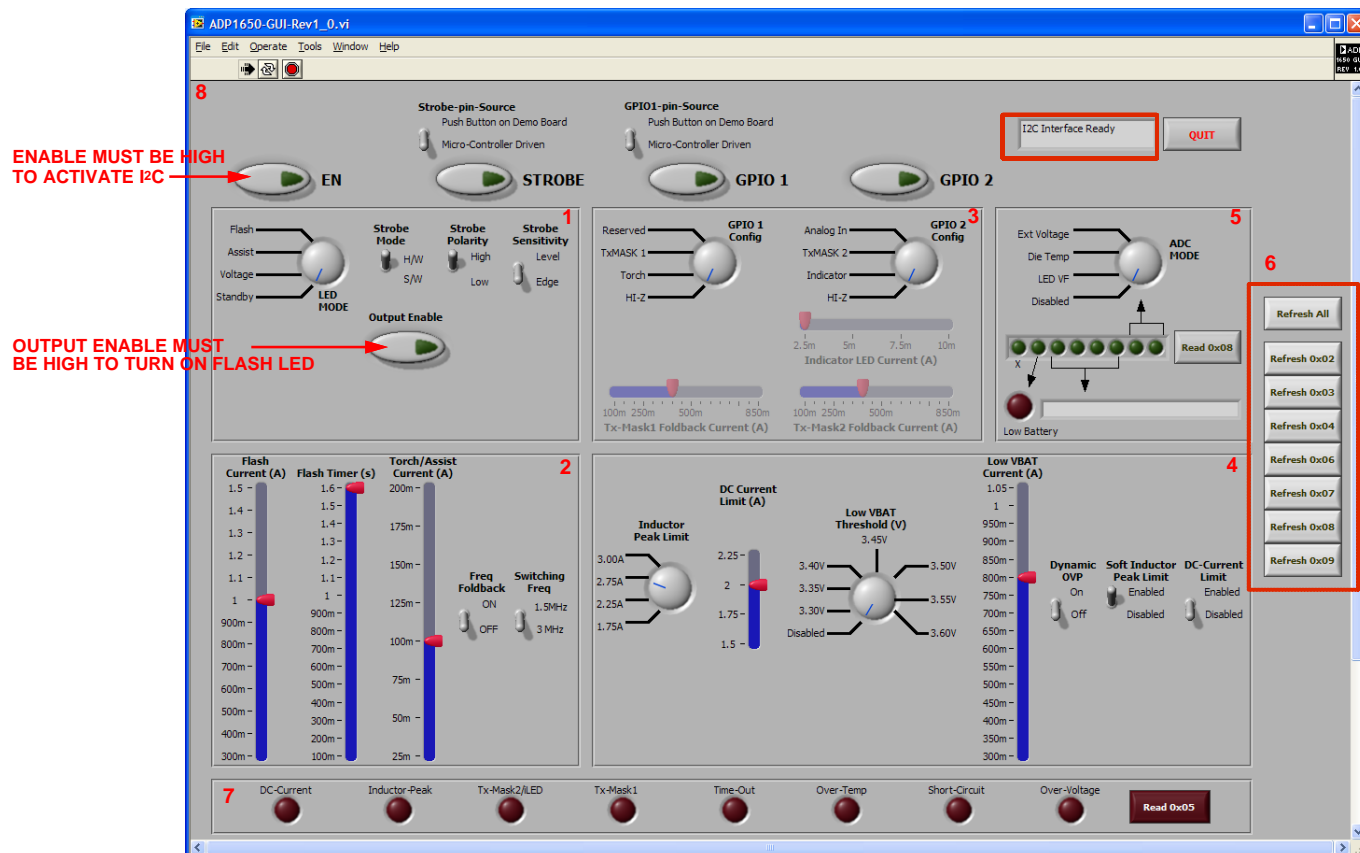 ADP1650-GUI-Rev1_0.vi
File Edit Operate Tools Window Help
ADP
1650 GUI
REV 1.0
8
Strobe-pin-Source
Push Button on Demo Board
Micro-Controller Driven
GPIO1-pin-Source
Push Button on Demo Board
Micro-Controller Driven
I2C Interface Ready
QUIT
ENABLE MUST BE HIGH
TO ACTIVATE I²C
EN
STROBE
GPIO 1
GPIO 2
1
Flash
Assist
Voltage
Standby
LED
MODE
Strobe
Mode
H/W
S/W
Strobe
Polarity
High
Low
Strobe
Sensitivity
Level
Edge
Output Enable
OUTPUT ENABLE MUST
BE HIGH TO TURN ON FLASH LED
3
Reserved
TxMASK 1
Torch
HI-Z
GPIO 1
Config
Analog In
TxMASK 2
Indicator
HI-Z
GPIO 2
Config
2.5m 5m 7.5m 10m
Indicator LED Current (A)
100m 250m 500m 850m
Tx-Mask1 Foldback Current (A)
100m 250m 500m 850m
Tx-Mask2 Foldback Current (A)
5
Ext Voltage
Die Temp
LED VF
Disabled
ADC
MODE
X
Read 0x08
Low Battery
6
Refresh All
Refresh 0x02
Refresh 0x03
Refresh 0x04
Refresh 0x06
Refresh 0x07
Refresh 0x08
Refresh 0x09
2
Flash
Current (A)
1.5
1.4
1.3
1.2
1.1
1
900m
800m
700m
600m
500m
400m
300m
Flash Timer (s)
1.6
1.5
1.4
1.3
1.2
1.1
1
900m
800m
700m
600m
500m
400m
300m
200m
100m
Torch/Assist
Current (A)
200m
175m
150m
125m
100m
75m
50m
25m
Freq
Foldback
ON
OFF
Switching
Freq
1.5MHz
3 MHz
4
Inductor
Peak Limit
3.00A
2.75A
2.25A
1.75A
DC Current
Limit (A)
2.25
2
1.75
1.5
Low VBAT
Threshold (V)
3.45V
3.40V
3.35V
3.30V
Disabled
3.50V
3.55V
3.60V
Low VBAT
Current (A)
1.05
1
950m
900m
850m
800m
750m
700m
650m
600m
550m
500m
450m
400m
350m
300m
Dynamic
OVP
On
Off
Soft Inductor
Peak Limit
Enabled
Disabled
DC-Current
Limit
Enabled
Disabled
7
DC-Current
Inductor-Peak
Tx-Mask2/iLED
Tx-Mask1
Time-Out
Over-Temp
Short-Circuit
Over-Voltage
Read 0x05